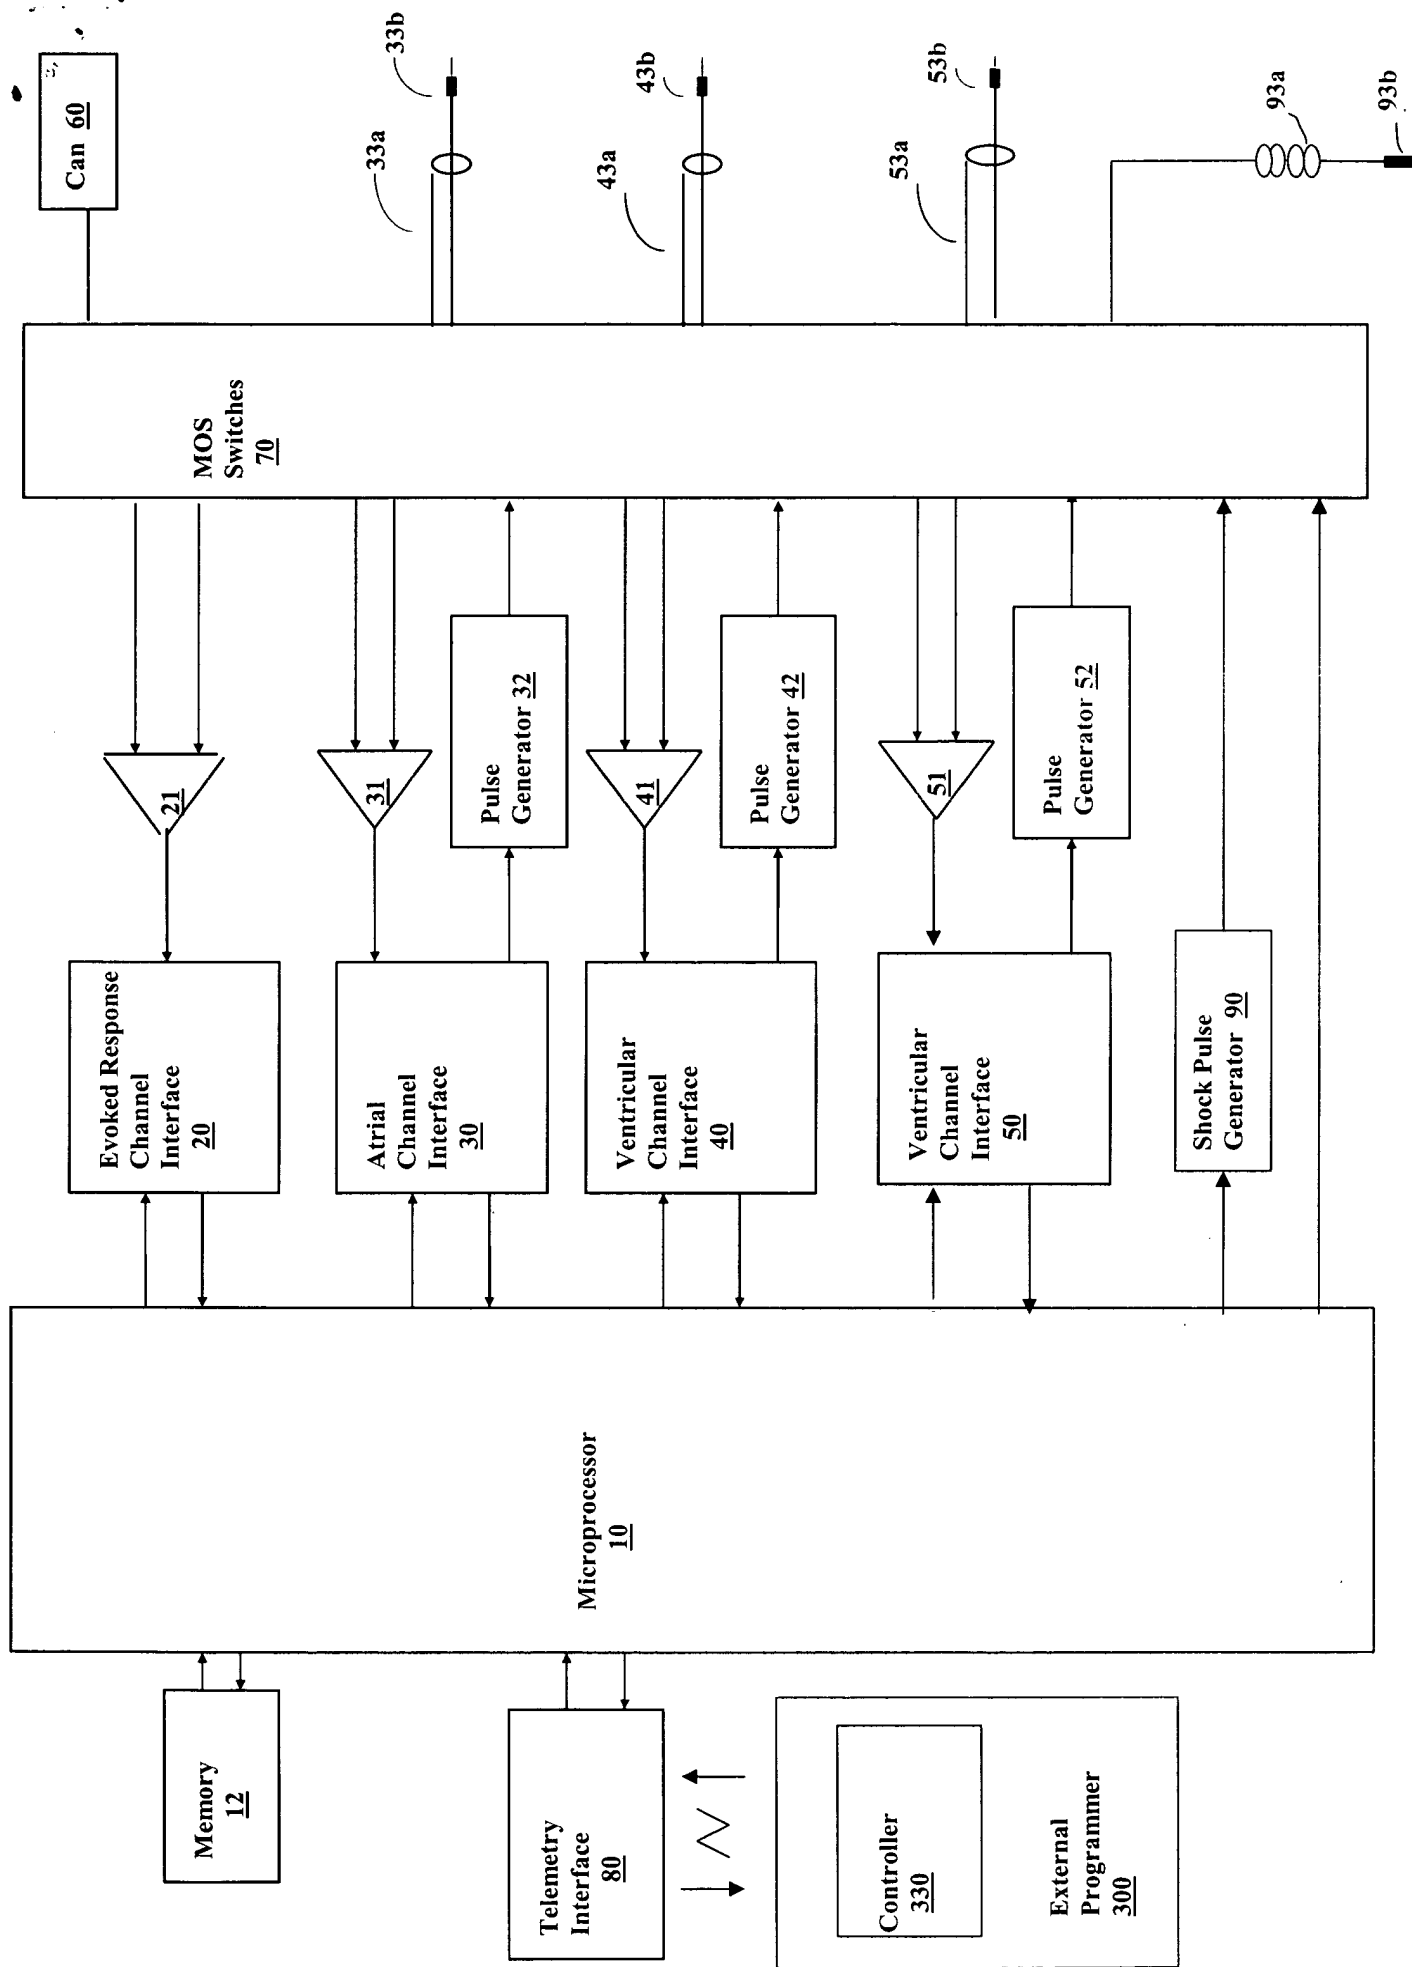 Can 60
33a
33b
43a
43b
53a
53b
93a
93b
MOS
Switches
70
21
31
Pulse
Generator 32
41
Pulse
Generator 42
51
Pulse
Generator 52
Evoked Response
Channel
Interface
20
Atrial
Channel
Interface
30
Ventricular
Channel
Interface
40
Ventricular
Channel
Interface
50
Shock Pulse
Generator 90
Microprocessor
10
Memory
12
Telemetry
Interface
80
Controller
330
External
Programmer
300